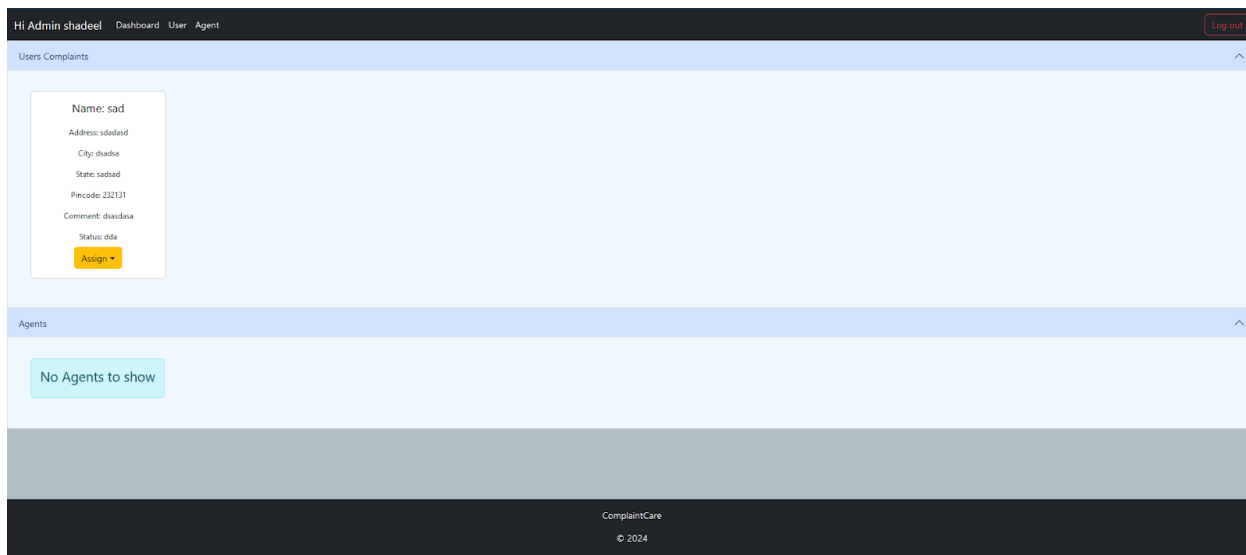 Hi Admin shadeel Dashboard User Agent Log out
Users Complaints
Name: sad
Address: sdadasd
City: dsadsa
State: sadsad
Pincode: 232131
Comment: dsasdasa
Status: dda
Assign
Agents
No Agents to show
ComplaintCare
© 2024